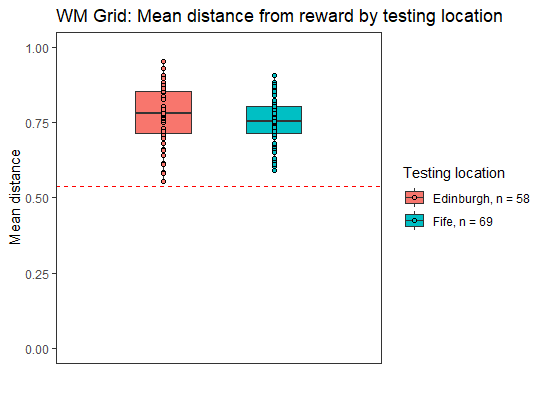 WM Grid: Mean distance from reward by testing location
1.00
0.75
0.50
0.25
0.00
Mean distance
Testing location
Edinburgh, n = 58
Fife, n = 69